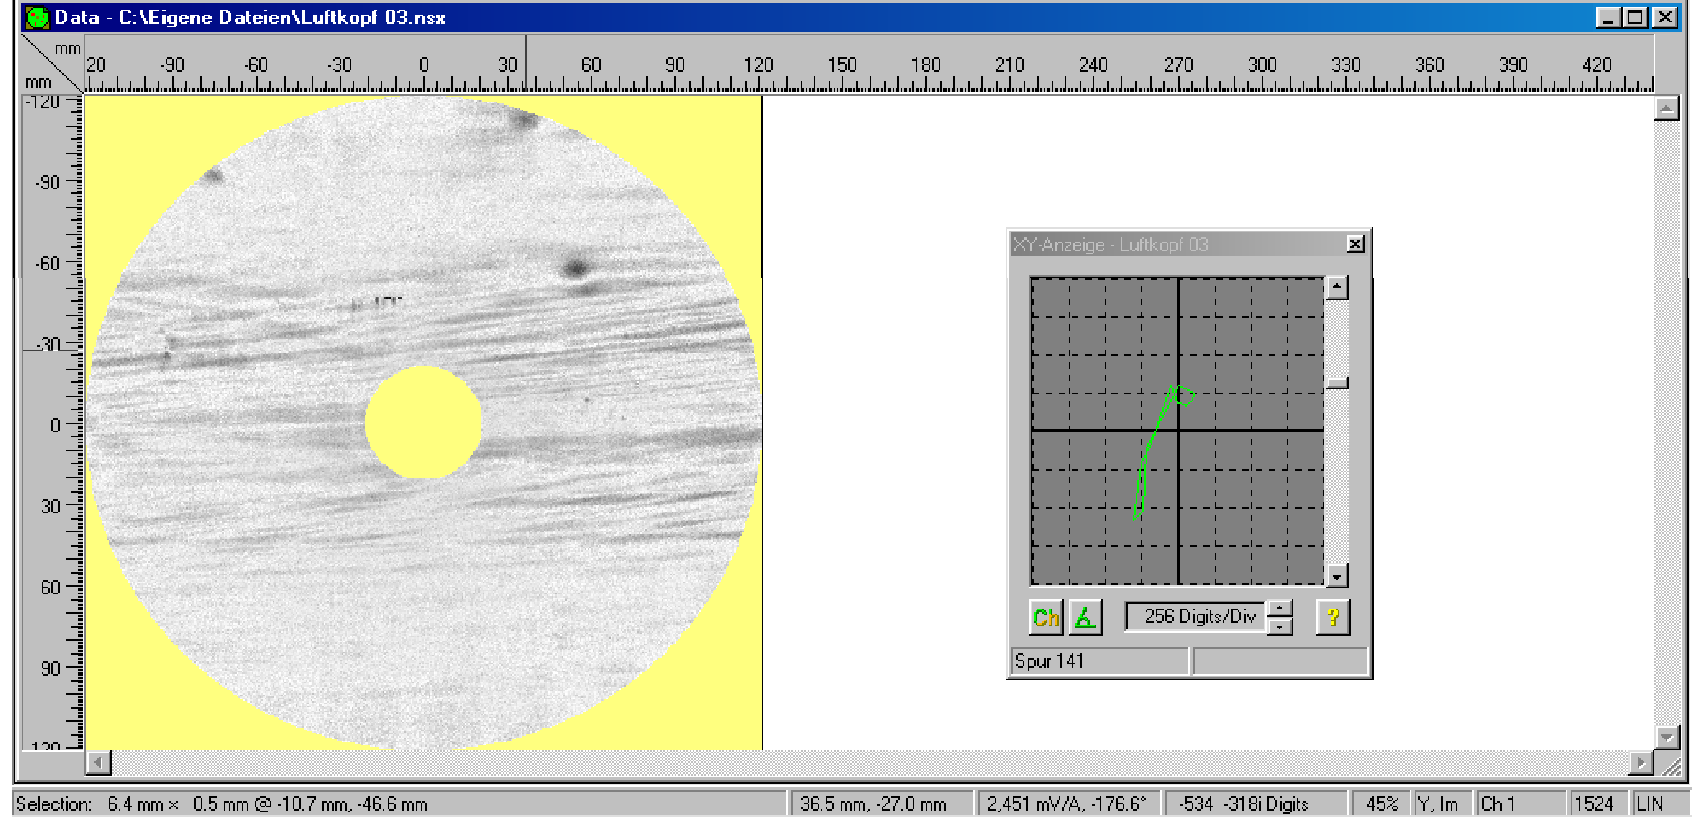 Data - C:\Eigene Dateien\Luftkopf 03.nsx
mm
20 -90 -60 -30 0 30 60 90 120 150 180 210 240 270 300 330 360 390 420
mm
-120
-90
-60
-30
0
30
60
90
120
XY-Anzeige - Luftkopf 03
Ch
256 Digits/Div
?
Spur 141
Selection: 6.4 mm × 0.5 mm @ -10.7 mm, -46.6 mm
36.5 mm, -27.0 mm
2,451 mV/A, -176.6°
-534 -318i Digits
45%
Y, Im
Ch 1
1524
LIN